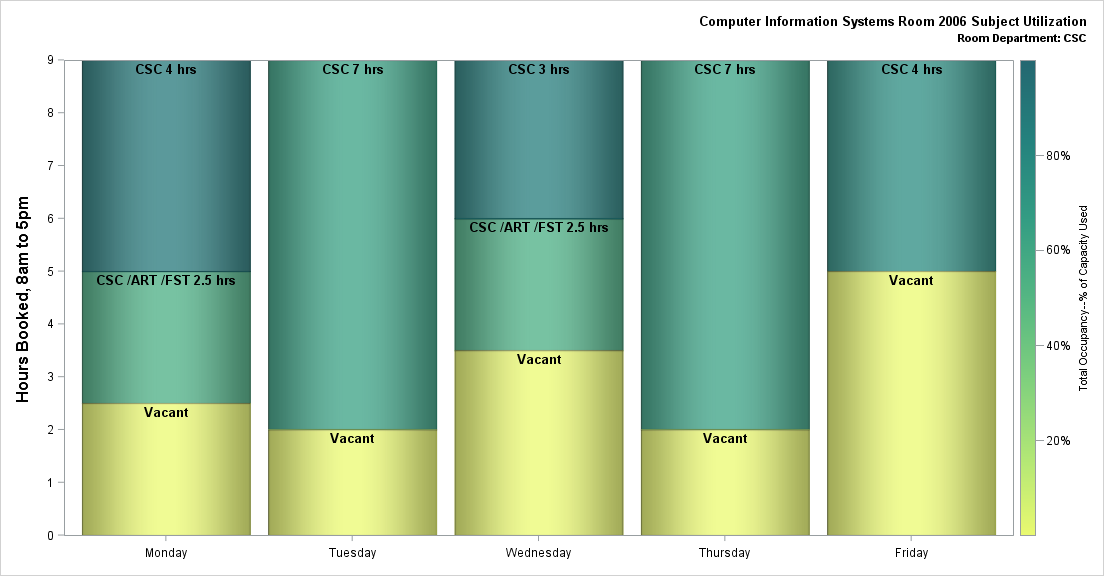 Computer Information Systems Room 2006 Subject Utilization
Room Department: CSC
Hours Booked, 8am to 5pm
9
8
7
6
5
4
3
2
1
0
CSC 4 hrs
CSC /ART /FST 2.5 hrs
Vacant
CSC 7 hrs
Vacant
CSC 3 hrs
CSC /ART /FST 2.5 hrs
Vacant
CSC 7 hrs
Vacant
CSC 4 hrs
Vacant
Monday
Tuesday
Wednesday
Thursday
Friday
80%
60%
40%
20%
Total Occupancy--% of Capacity Used